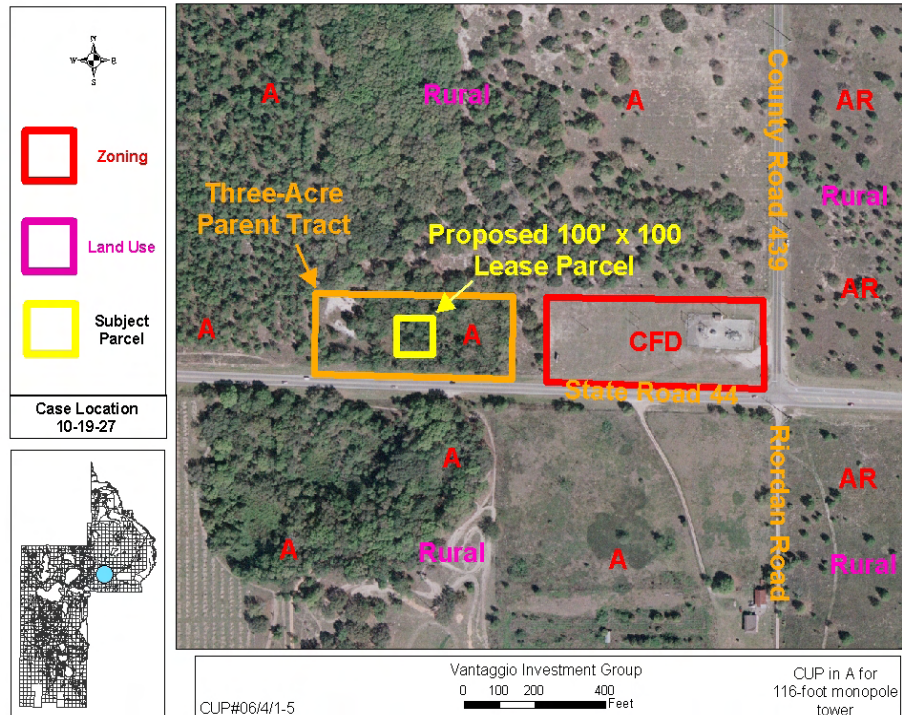 N
W E
S
Zoning
Land Use
Subject
Parcel
Case Location
10-19-27
A
Rural
A
AR
County Road 439
Rural
Three-Acre
Parent Tract
Proposed 100' x 100
Lease Parcel
AR
A
A
CFD
State Road 44
A
AR
Riordan Road
A
Rural
A
Rural
CUP#06/4/1-5
Vantaggio Investment Group
0 100 200 400
Feet
CUP in A for
116-foot monopole
tower